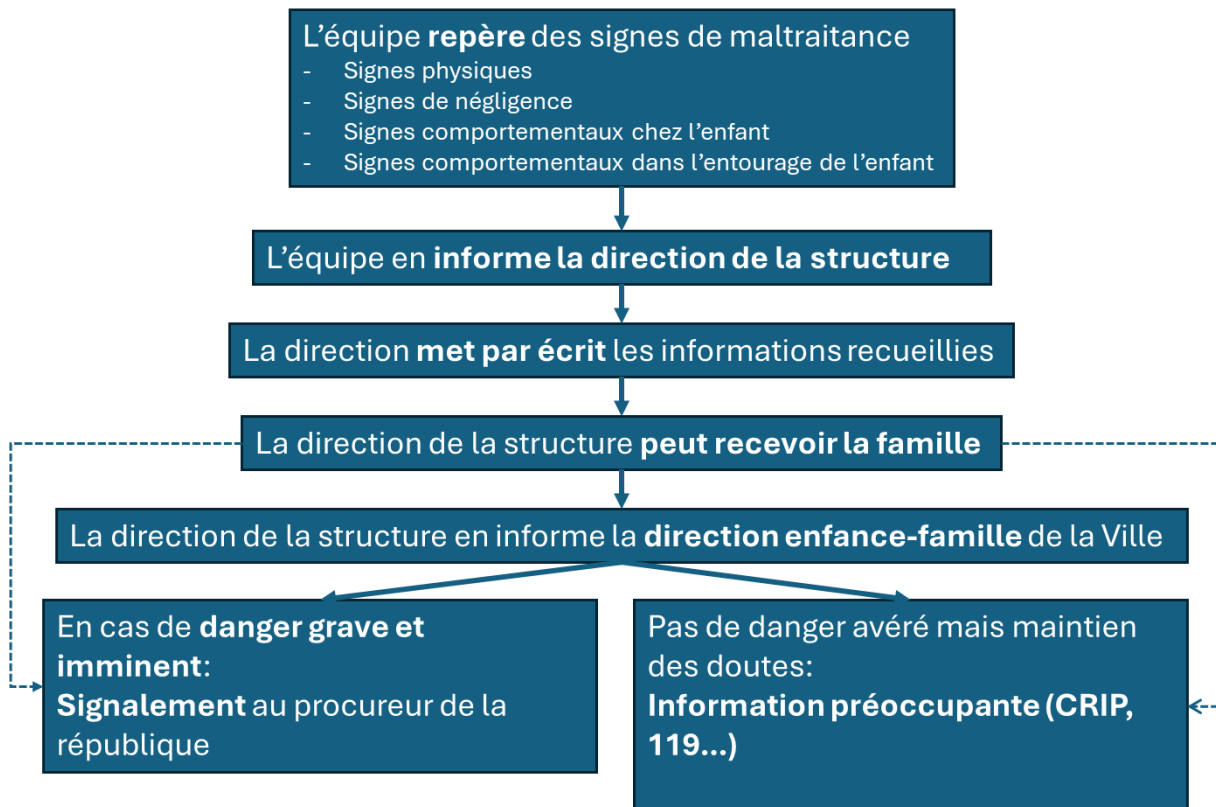 L’équipe repère des signes de maltraitance
- Signes physiques
- Signes de négligence
- Signes comportementaux chez l’enfant
- Signes comportementaux dans l’entourage de l’enfant
L’équipe en informe la direction de la structure
La direction met par écrit les informations recueillies
La direction de la structure peut recevoir la famille
La direction de la structure en informe la direction enfance-famille de la Ville
En cas de danger grave et
imminent:
Signalement au procureur de la
république
Pas de danger avéré mais maintien
des doutes:
Information préoccupante (CRIP,
119…)